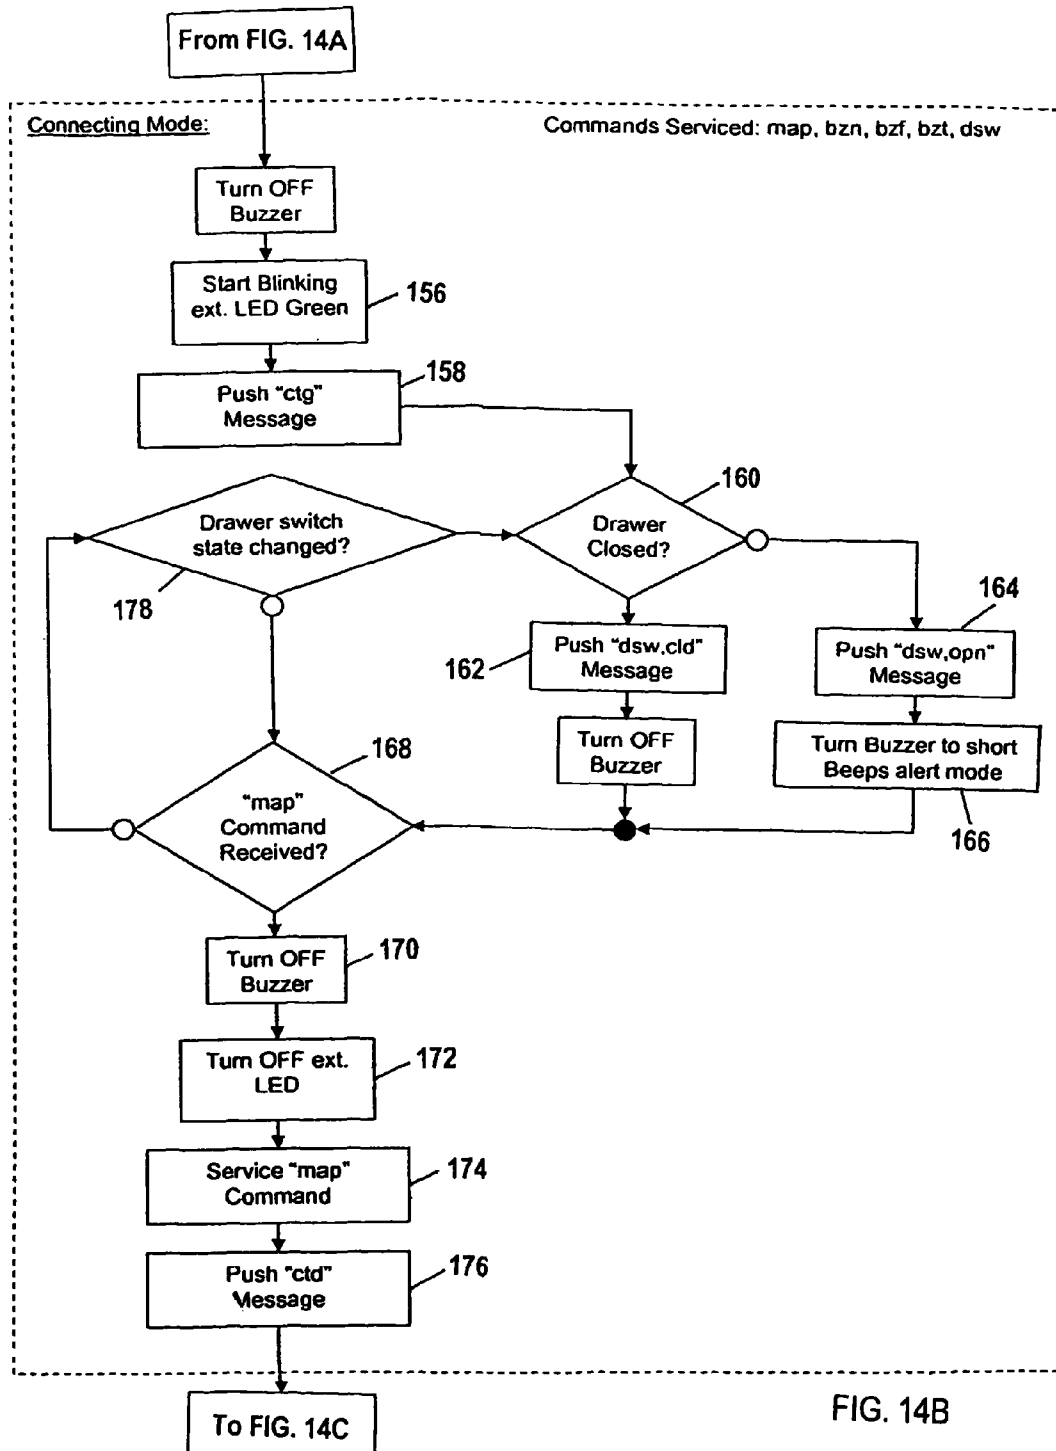 From FIG. 14A
Connecting Mode:
Commands Serviced: map, bzn, bzf, bzt, dsw
Turn OFF
Buzzer
Start Blinking
ext. LED Green
156
Push "ctg"
Message
158
160
Drawer switch
state changed?
Drawer
Closed?
178
164
Push "dsw,cld"
Message
162
Push "dsw,opn"
Message
168
Turn OFF
Buzzer
Turn Buzzer to short
Beeps alert mode
"map"
Command
Received?
166
Turn OFF
Buzzer
170
Turn OFF ext.
LED
172
Service "map"
Command
174
Push "ctd"
Message
176
To FIG. 14C
FIG. 14B